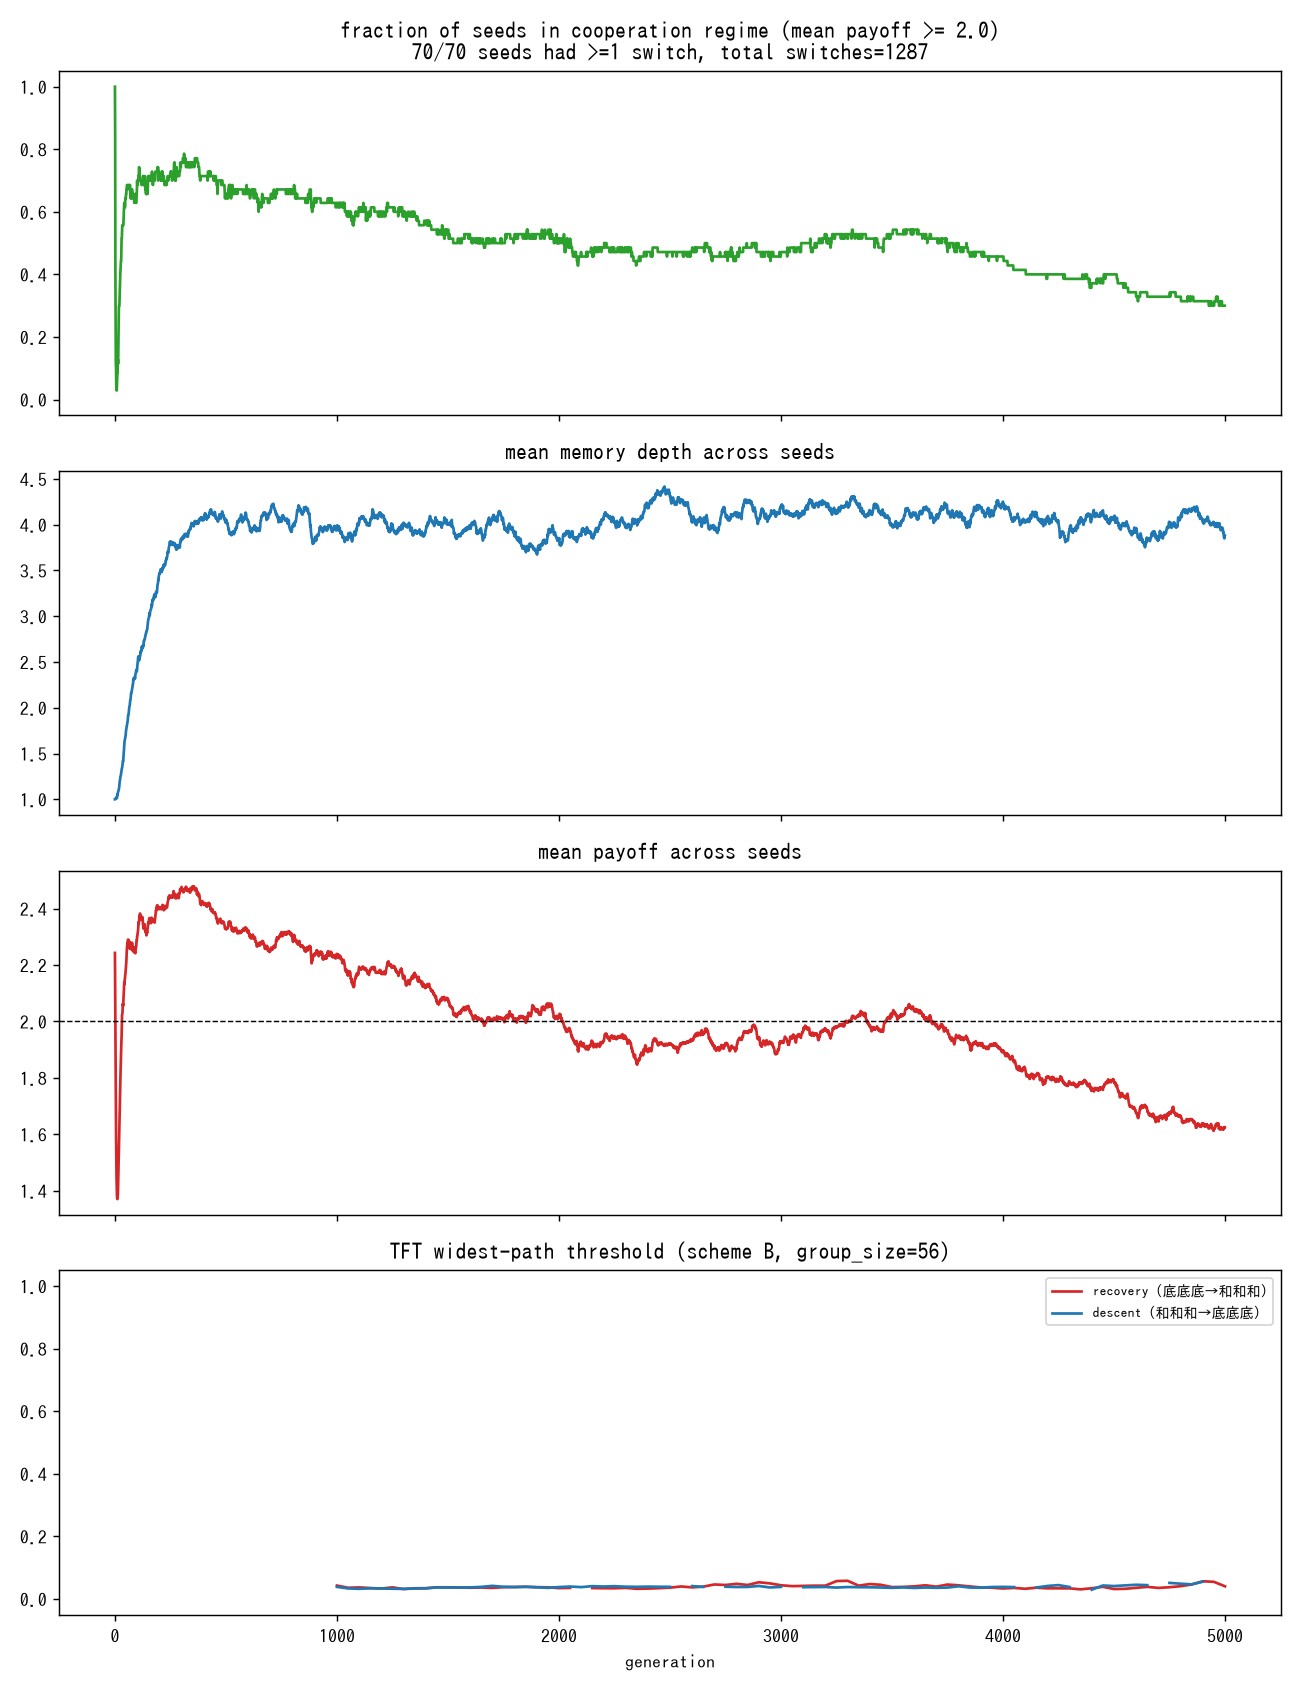 fraction of seeds in cooperation regime (mean payoff >= 2.0)
70/70 seeds had >=1 switch, total switches=1287
1.0
0.8
0.6
0.4
0.2
0.0
mean memory depth across seeds
4.5
4.0
3.5
3.0
2.5
2.0
1.5
1.0
mean payoff across seeds
2.4
2.2
2.0
1.8
1.6
1.4
TFT widest-path threshold (scheme B, group_size=56)
1.0
0.8
0.6
0.4
0.2
0.0
recovery (底底底→和和和)
descent (和和和→底底底)
0 1000 2000 3000 4000 5000
generation